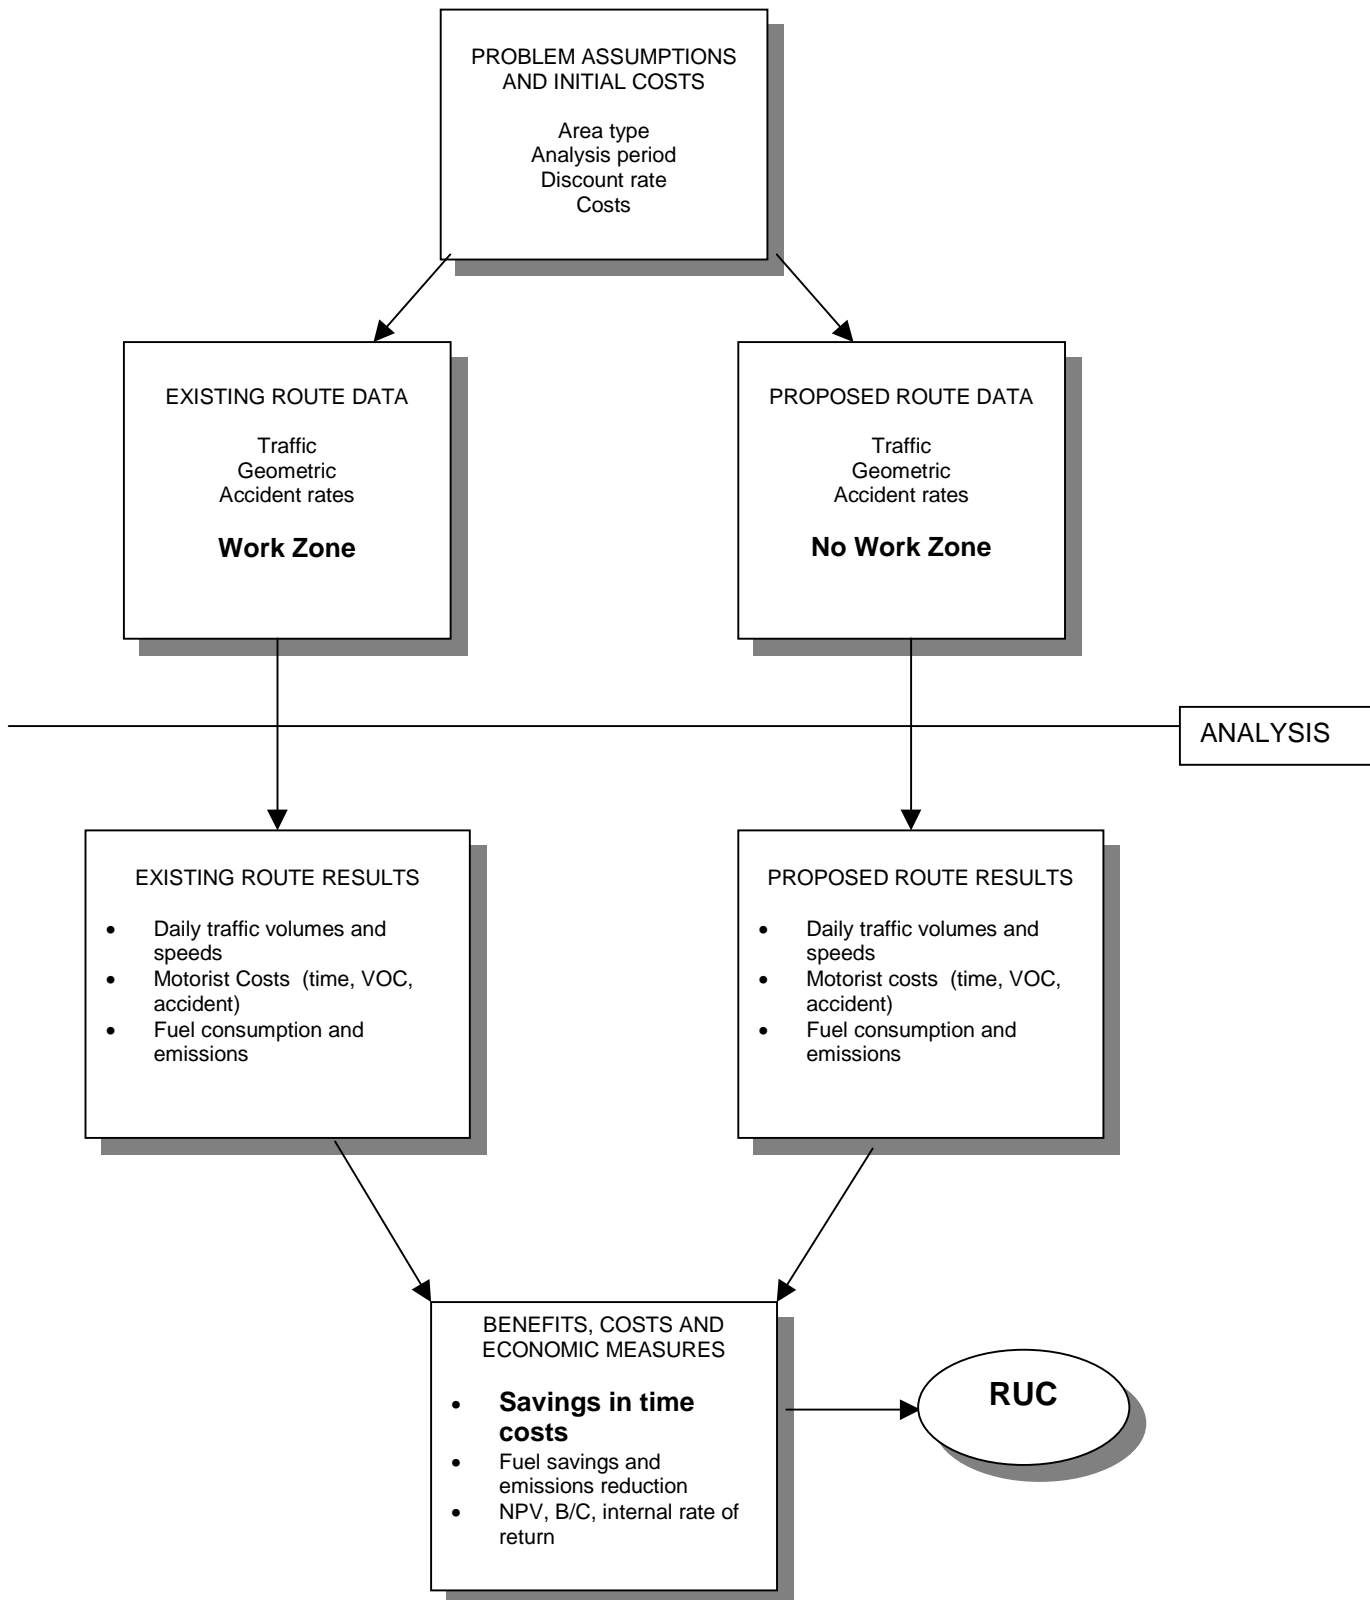 PROBLEM ASSUMPTIONS
AND INITIAL COSTS
Area type
Analysis period
Discount rate
Costs
EXISTING ROUTE DATA
Traffic
Geometric
Accident rates
Work Zone
PROPOSED ROUTE DATA
Traffic
Geometric
Accident rates
No Work Zone
ANALYSIS
EXISTING ROUTE RESULTS
• Daily traffic volumes and
speeds
• Motorist Costs (time, VOC,
accident)
• Fuel consumption and
emissions
PROPOSED ROUTE RESULTS
• Daily traffic volumes and
speeds
• Motorist costs (time, VOC,
accident)
• Fuel consumption and
emissions
BENEFITS, COSTS AND
ECONOMIC MEASURES
• Savings in time
costs
• Fuel savings and
emissions reduction
• NPV, B/C, internal rate of
return
RUC